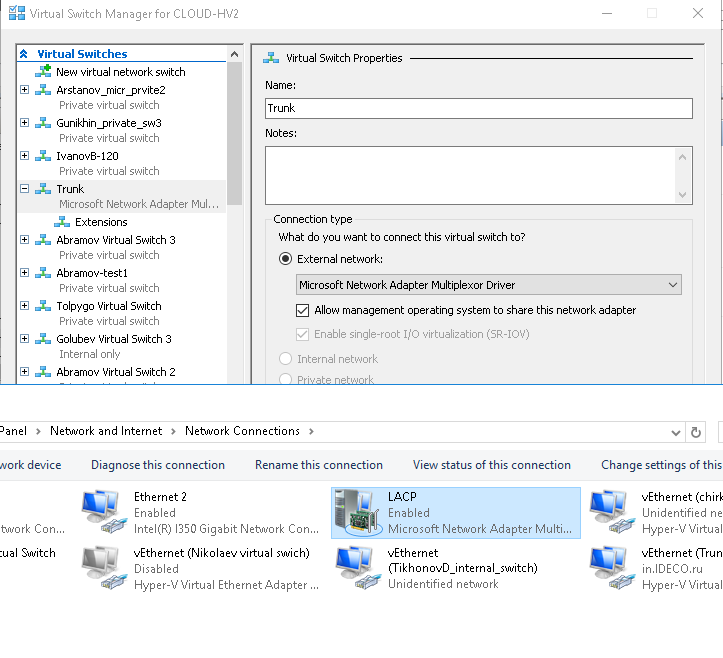 Virtual Switch Manager for CLOUD-HV2
Virtual Switches
New virtual network switch
Arstanov_micr_prvite2
Private virtual switch
Gunikhin_private_sw3
Private virtual switch
IvanovB-120
Private virtual switch
Trunk
Microsoft Network Adapter Mul...
Extensions
Abramov Virtual Switch 3
Private virtual switch
Abramov-test1
Private virtual switch
Tolpygo Virtual Switch
Private virtual switch
Golubev Virtual Switch 3
Internal only
Abramov Virtual Switch 2
Virtual Switch Properties
Name:
Trunk
Notes:
Connection type
What do you want to connect this virtual switch to?
External network:
Microsoft Network Adapter Multiplexor Driver
Allow management operating system to share this network adapter
Enable single-root I/O virtualization (SR-IOV)
Internal network
Private network
Panel > Network and Internet > Network Connections >
work device Diagnose this connection Rename this connection View status of this connection Change settings of this
twork Con...
tual Switch
Ethernet 2
Enabled
Intel(R) I350 Gigabit Network Con...
vEthernet (Nikolaev virtual swich)
Disabled
Hyper-V Virtual Ethernet Adapter ...
LACP
Enabled
Microsoft Network Adapter Multi...
vEthernet
(TikhonovD_internal_switch)
Unidentified network
vEthernet (chirk
Unidentified ne
Hyper-V Virtua
vEthernet (Trun
in.IDECO.ru
Hyper-V Virtua